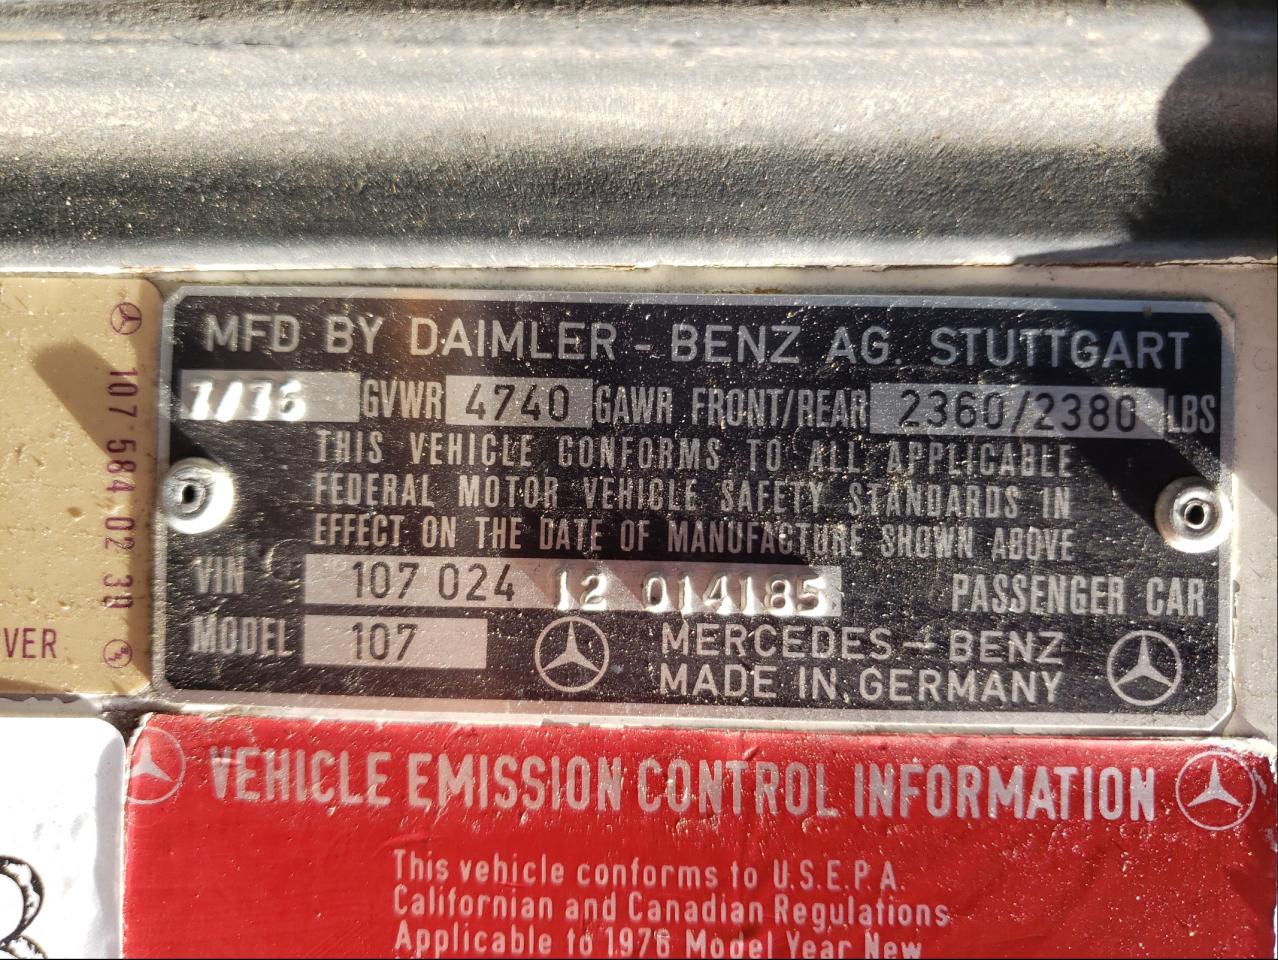 MFD BY DAIMLER - BENZ AG. STUTTGART
7/76 GVWR 4740 GAWR FRONT/REAR 2360/2380 LBS
THIS VEHICLE CONFORMS TO ALL APPLICABLE
FEDERAL MOTOR VEHICLE SAFETY STANDARDS IN
EFFECT ON THE DATE OF MANUFACTURE SHOWN ABOVE
VIN 107 024 12 014185 PASSENGER CAR
MODEL 107 MERCEDES-BENZ
MADE IN GERMANY
107 584 02 39
VER
VEHICLE EMISSION CONTROL INFORMATION
This vehicle conforms to U.S.E.P.A.
Californian and Canadian Regulations
Applicable to 1976 Model Year New